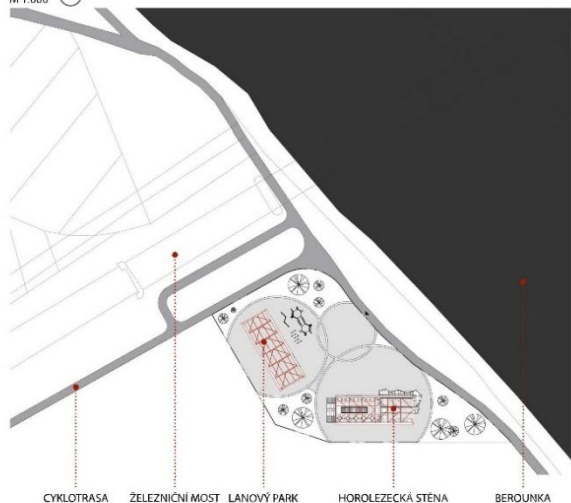 CYKLOTRASA
ŽELEZNIČNÍ MOST
LANOVÝ PARK
HOROLEZECKÁ STĚNA
BEROUNKA